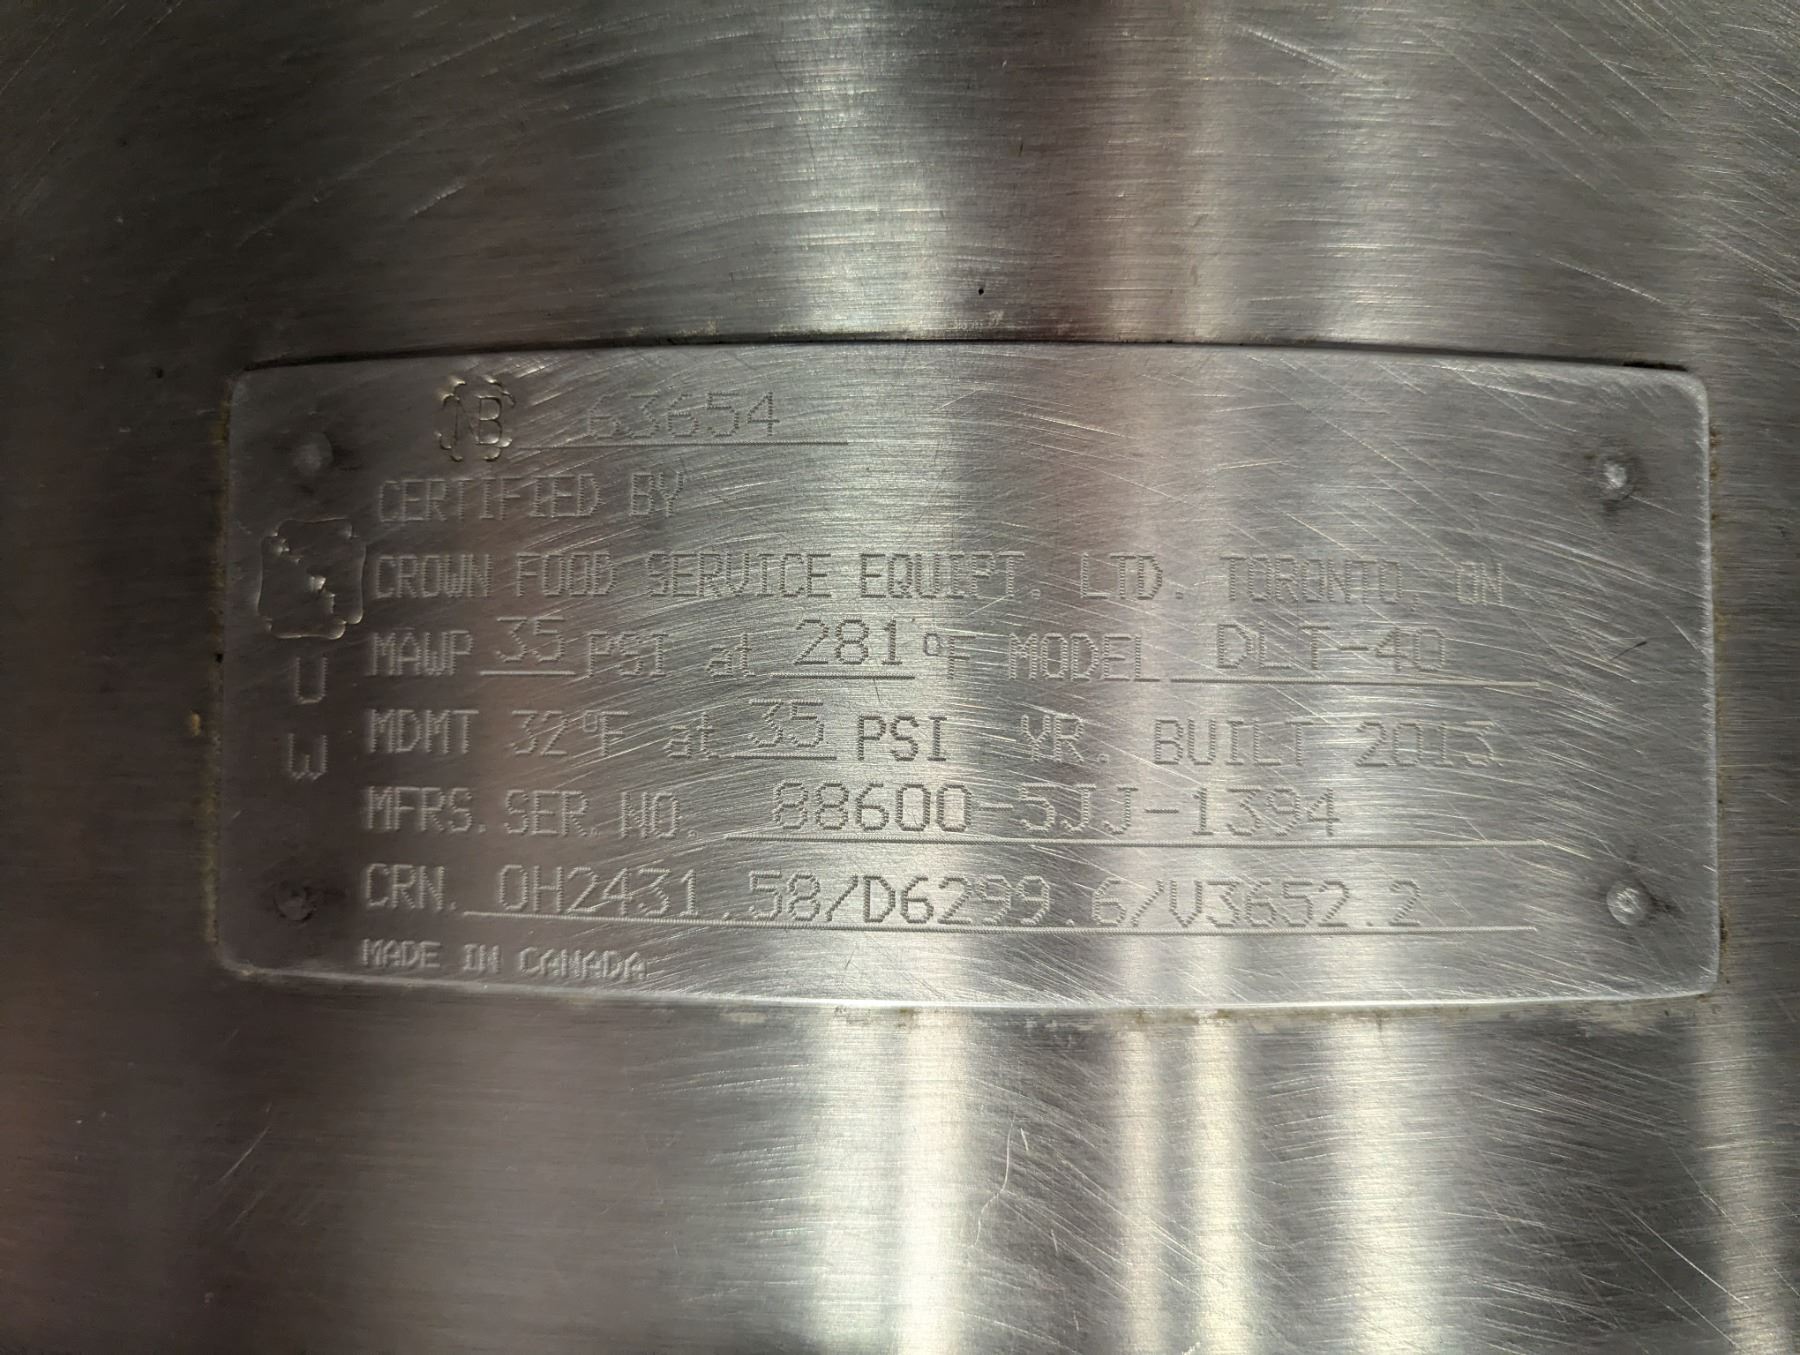 NB 63654
CERTIFIED BY
CROWN FOOD SERVICE EQUIPT. LTD. TORONTO, ON
U
W
MAWP 35 PSI at 281°F MODEL DLT-40
MDMT 32°F at 35 PSI YR. BUILT 2013
MFRS. SER. NO. 88600-5JJ-1394
CRN. 0H2431.58/D6299.6/V3652.2
MADE IN CANADA